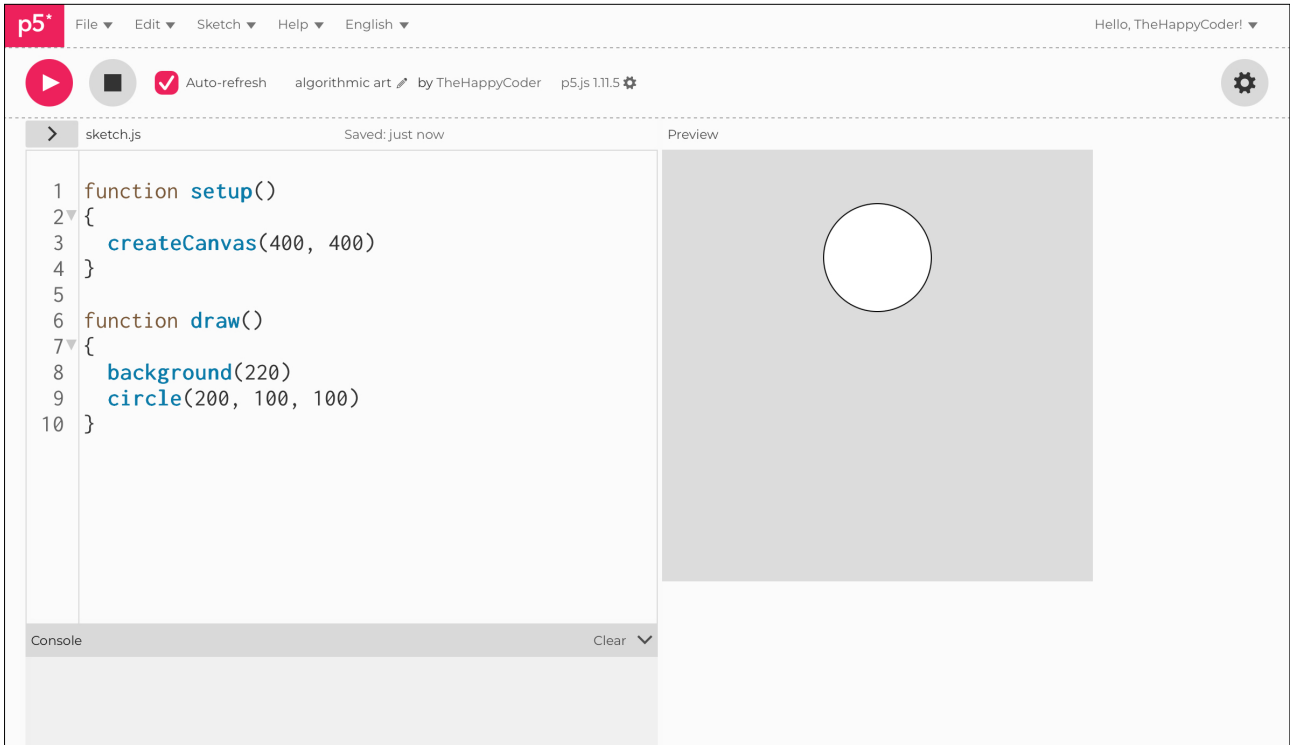 p5* File Edit Sketch Help English Hello, TheHappyCoder!
Auto-refresh algorithmic art by TheHappyCoder p5.js 1.11.5
sketch.js Saved: just now Preview
1 function setup()
2 {
3 createCanvas(400, 400)
4 }
5
6 function draw()
7 {
8 background(220)
9 circle(200, 100, 100)
10 }
Console Clear